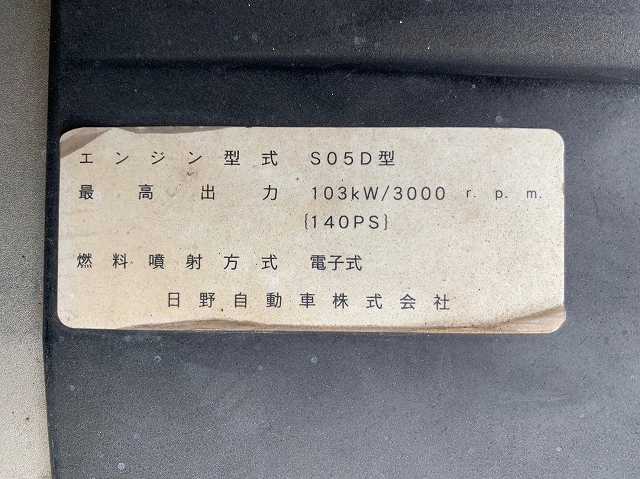 エンジン型式 S05D型
最高出力 103kW/3000 r.p.m.
{140PS}
燃料噴射方式 電子式
日野自動車株式会社